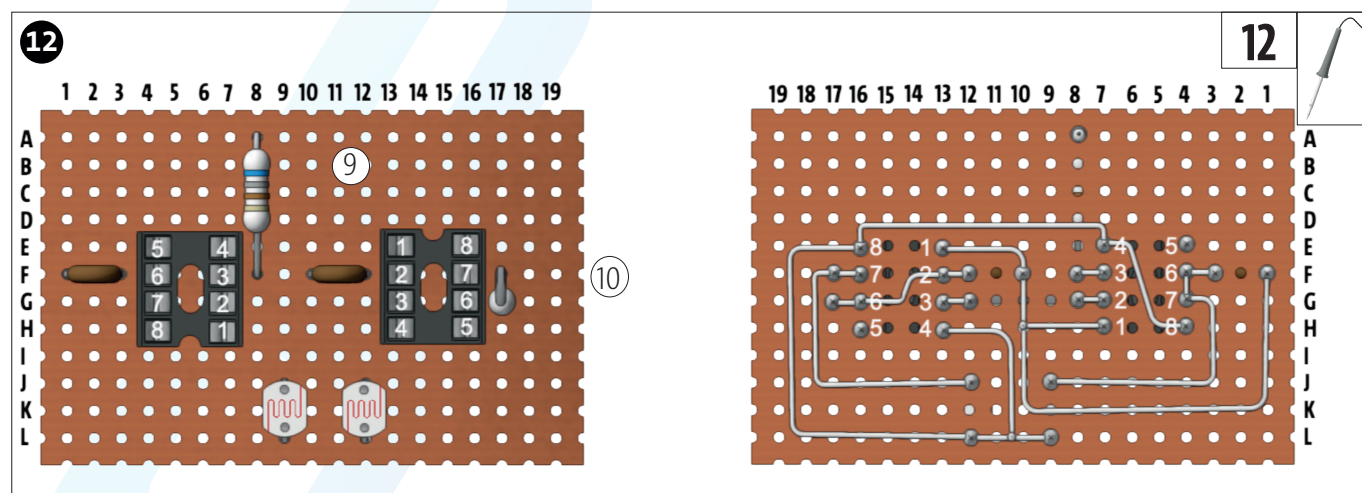 12
12
1 2 3 4 5 6 7 8 9 10 11 12 13 14 15 16 17 18 19
19 18 17 16 15 14 13 12 11 10 9 8 7 6 5 4 3 2 1
A A
B 9 B
C C
D D
E 5 4 1 8 8 1 4 5 E
F 6 3 2 7 10 7 2 3 6 F
G 7 2 3 6 6 3 2 7 G
H 8 1 4 5 5 4 1 8 H
I I
J J
K K
L L